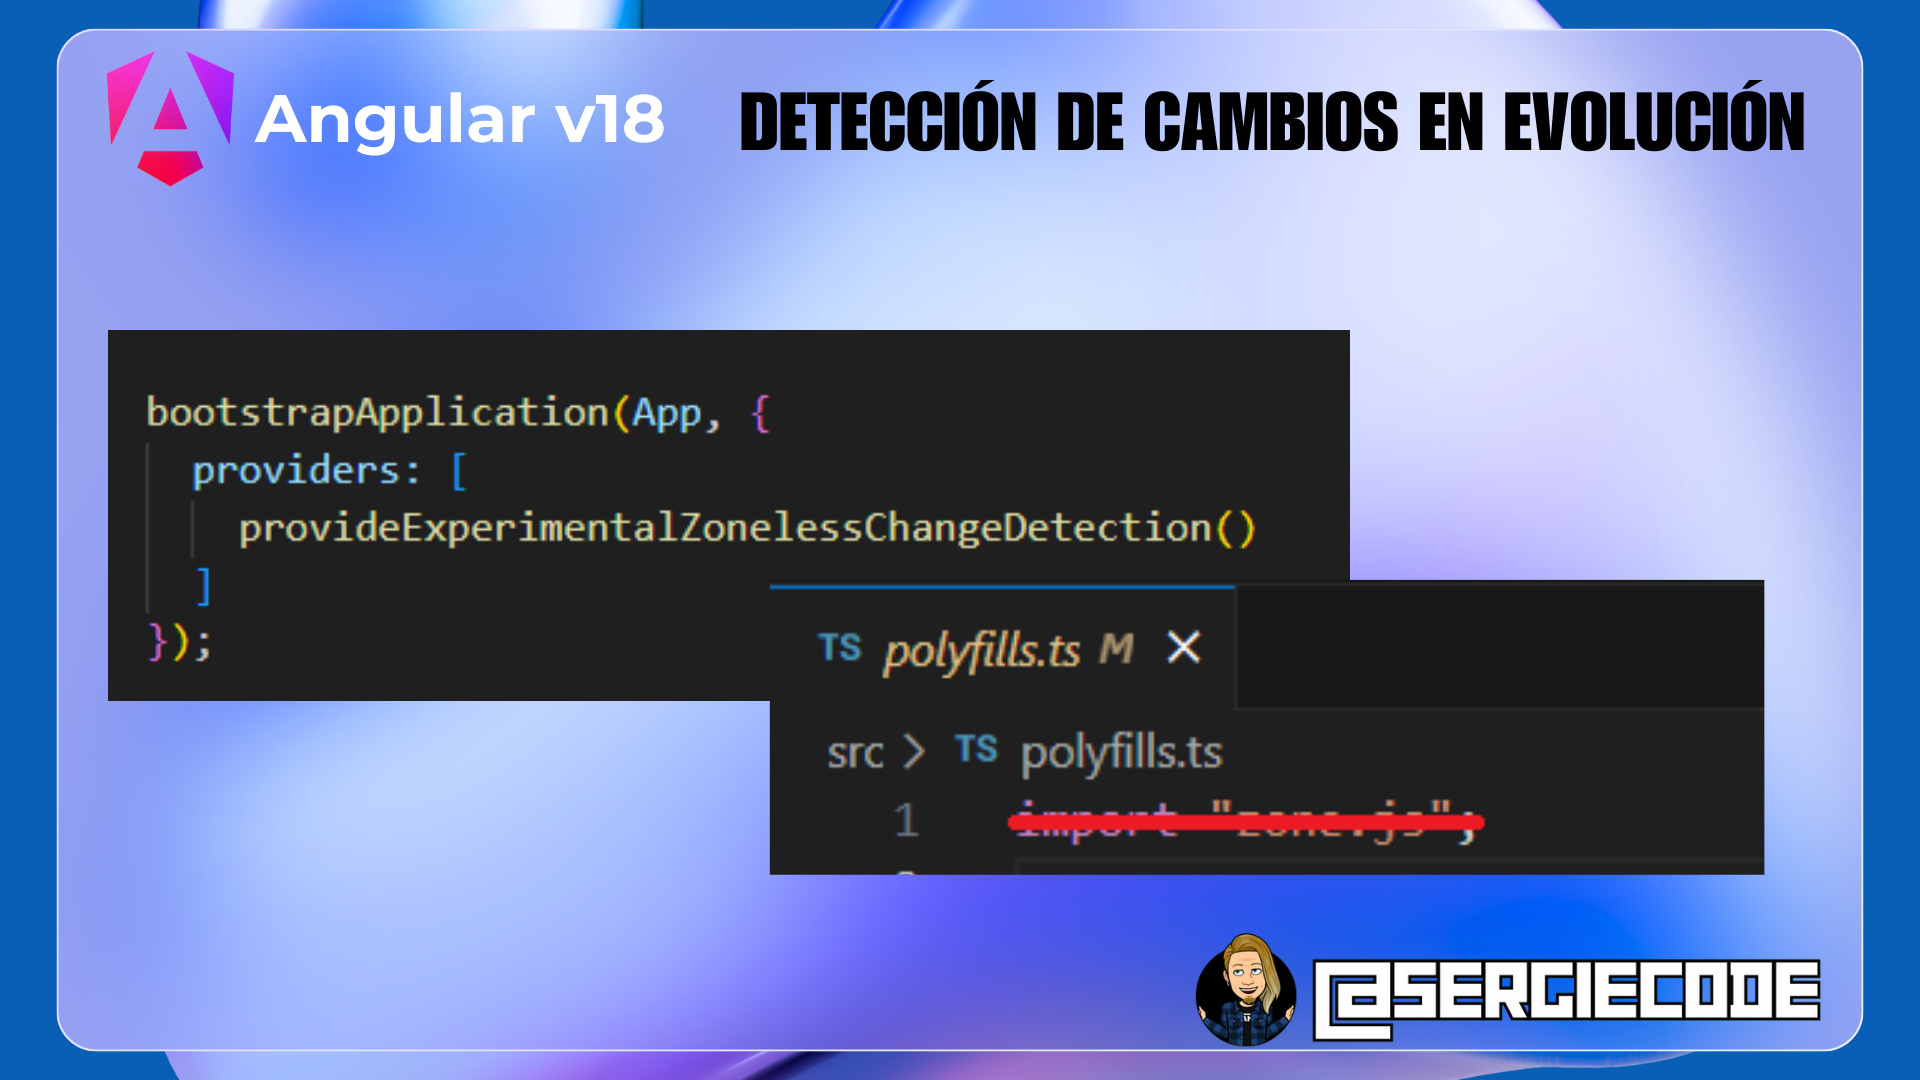 Angular v18
DETECCIÓN DE CAMBIOS EN EVOLUCIÓN
bootstrapApplication(App, {
providers: [
provideExperimentalZonelessChangeDetection()
]
});
TS polyfills.ts M
src > TS polyfills.ts
1 import "zone.js";
@SERGIECODE